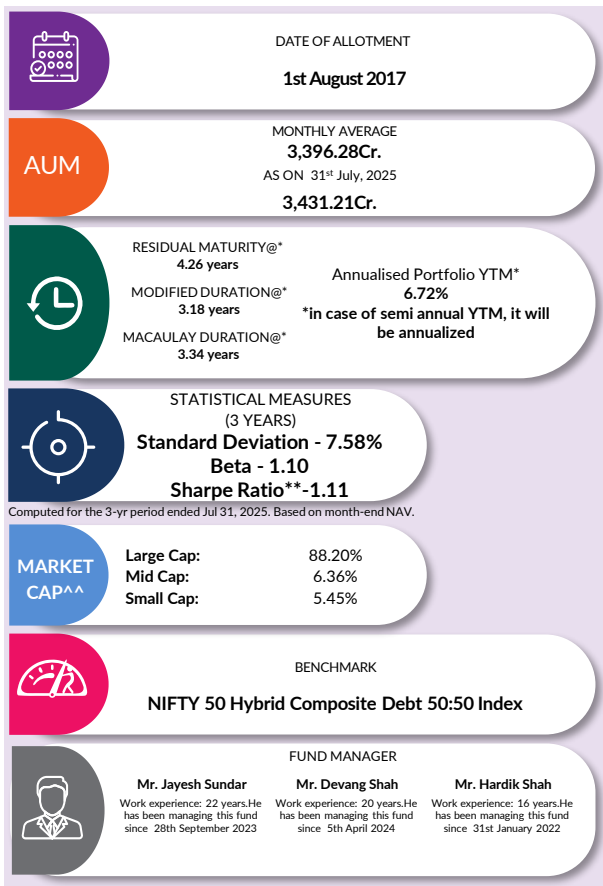 DATE OF ALLOTMENT
1st August 2017
AUM
MONTHLY AVERAGE
3,396.28Cr.
AS ON 31st July, 2025
3,431.21Cr.
RESIDUAL MATURITY@*
4.26 years
MODIFIED DURATION@*
3.18 years
MACAULAY DURATION@*
3.34 years
Annualised Portfolio YTM*
6.72%
*in case of semi annual YTM, it will
be annualized
STATISTICAL MEASURES
(3 YEARS)
Standard Deviation - 7.58%
Beta - 1.10
Sharpe Ratio**-1.11
Computed for the 3-yr period ended Jul 31, 2025. Based on month-end NAV.
MARKET
CAP^^
Large Cap: 88.20%
Mid Cap: 6.36%
Small Cap: 5.45%
BENCHMARK
NIFTY 50 Hybrid Composite Debt 50:50 Index
FUND MANAGER
Mr. Jayesh Sundar
Work experience: 22 years.He
has been managing this fund
since 28th September 2023
Mr. Devang Shah
Work experience: 20 years.He
has been managing this fund
since 5th April 2024
Mr. Hardik Shah
Work experience: 16 years.He
has been managing this fund
since 31st January 2022